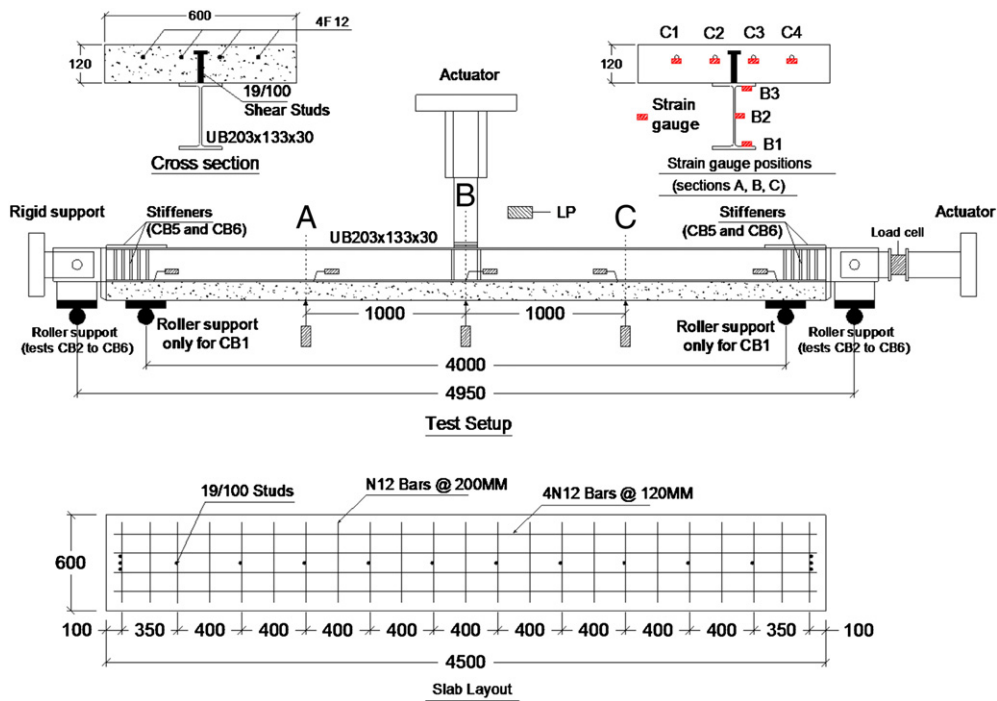 600
4F 12
120
19/100
Shear Studs
UB203x133x30
Cross section
Actuator
C1 C2 C3 C4
120
B3
Strain
gauge
B2
B1
Strain gauge positions
(sections A, B, C)
Rigid support
Stiffeners
(CB5 and CB6)
A
UB203x133x30
B
LP
C
Stiffeners
(CB5 and CB6)
Load cell
Actuator
Roller support
(tests CB2 to CB6)
Roller support
only for CB1
1000
1000
Roller support
only for CB1
Roller support
(tests CB2 to CB6)
4000
4950
Test Setup
19/100 Studs
N12 Bars @ 200MM
4N12 Bars @ 120MM
600
100 350 400 400 400 400 400 400 400 400 400 350 100
4500
Slab Layout